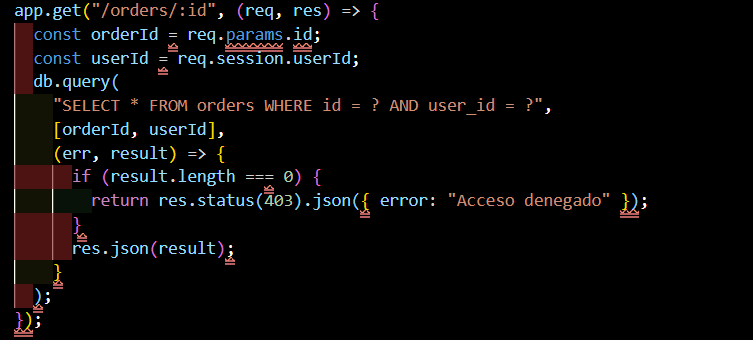 app.get("/orders/:id", (req, res) => {
const orderId = req.params.id;
const userId = req.session.userId;
db.query(
"SELECT * FROM orders WHERE id = ? AND user_id = ?",
[orderId, userId],
(err, result) => {
if (result.length === 0) {
return res.status(403).json({ error: "Acceso denegado" });
}
res.json(result);
}
);
});